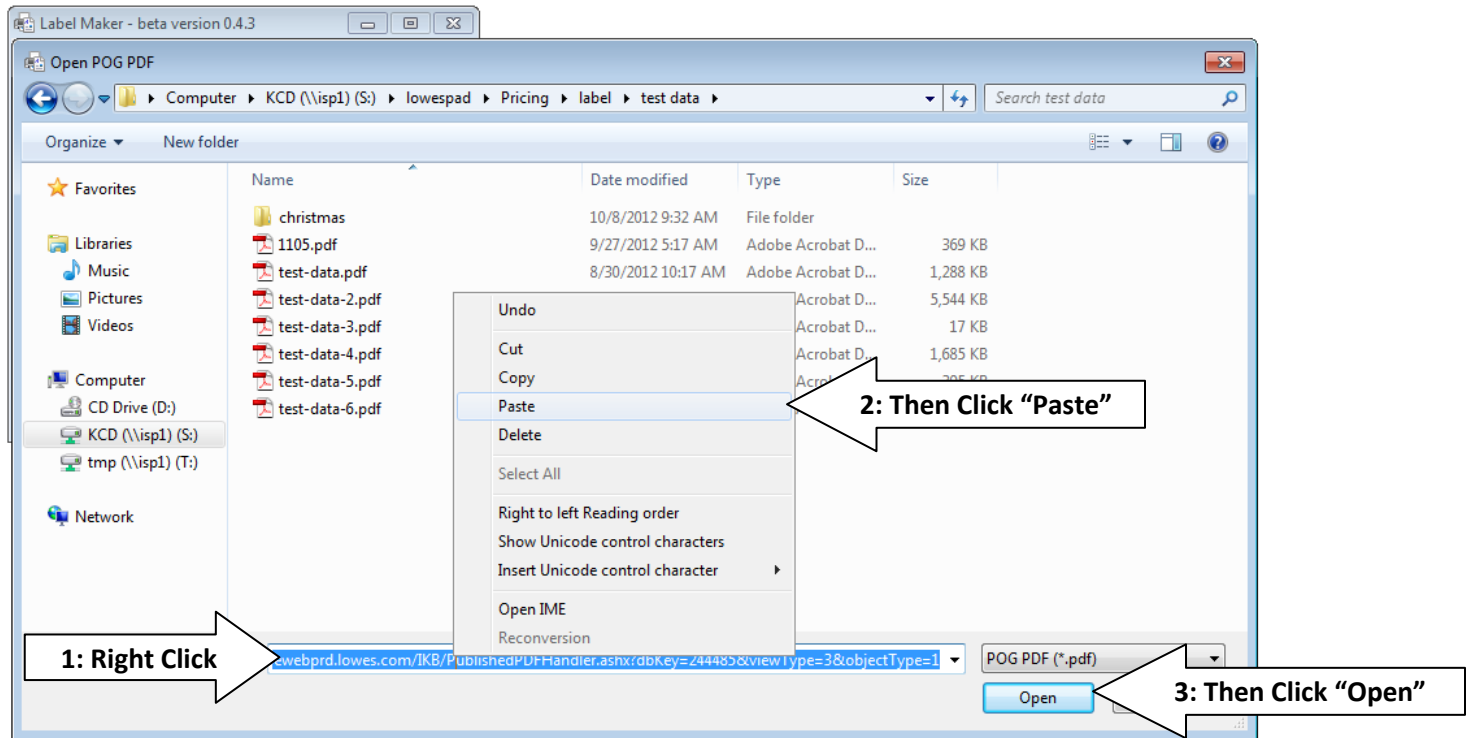 Label Maker - beta version 0.4.3
Open POG PDF
Computer ▸ KCD (\\isp1) (S:) ▸ lowespad ▸ Pricing ▸ label ▸ test data ▸
Search test data
Organize
New folder
Name Date modified Type Size
Favorites
Libraries
Music
Pictures
Videos
Computer
CD Drive (D:)
KCD (\\isp1) (S:)
tmp (\\isp1) (T:)
Network
christmas 10/8/2012 9:32 AM File folder
1105.pdf 9/27/2012 5:17 AM Adobe Acrobat D... 369 KB
test-data.pdf 8/30/2012 10:17 AM Adobe Acrobat D... 1,288 KB
test-data-2.pdf Acrobat D... 5,544 KB
test-data-3.pdf Acrobat D... 17 KB
test-data-4.pdf Acrobat D... 1,685 KB
test-data-5.pdf KB
test-data-6.pdf
Undo
Cut
Copy
Paste
Delete
Select All
Right to left Reading order
Show Unicode control characters
Insert Unicode control character
Open IME
Reconversion
2: Then Click “Paste”
1: Right Click
ewebprd.lowes.com/IKB/PublishedPDFHandler.ashx?dbKey=244485&viewType=3&objectType=1
POG PDF (*.pdf)
Open
3: Then Click “Open”